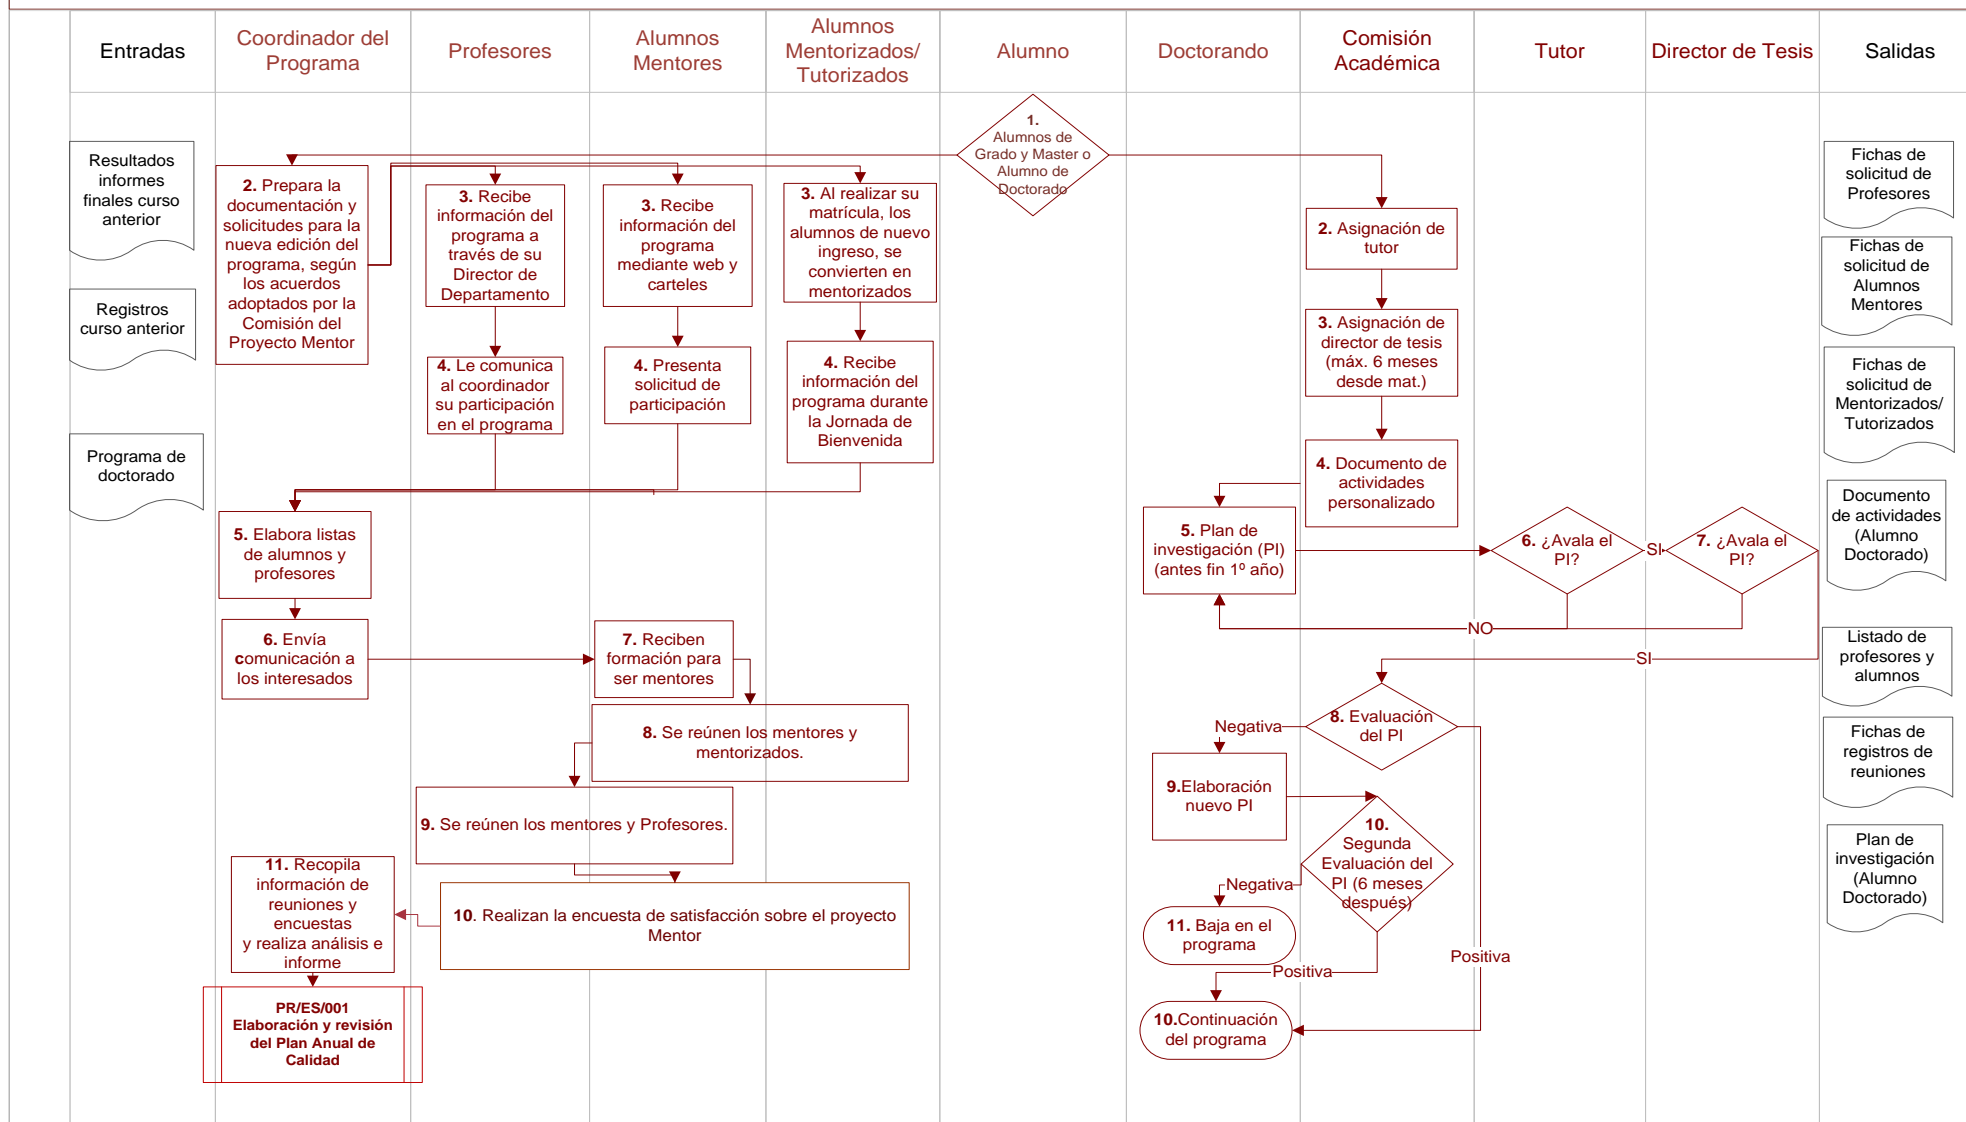 Entradas
Coordinador del
Programa
Profesores
Alumnos
Mentores
Alumnos
Mentorizados/
Tutorizados
Alumno
Doctorando
Comisión
Académica
Tutor
Director de Tesis
Salidas
Resultados
informes
finales curso
anterior
Registros
curso anterior
Programa de
doctorado
1.
Alumnos de
Grado y Master o
Alumno de
Doctorado
2. Prepara la
documentación y
solicitudes para la
nueva edición del
programa, según
los acuerdos
adoptados por la
Comisión del
Proyecto Mentor
3. Recibe
información del
programa a
través de su
Director de
Departamento
3. Recibe
información del
programa
mediante web y
carteles
3. Al realizar su
matrícula, los
alumnos de nuevo
ingreso, se
convierten en
mentorizados
4. Le comunica
al coordinador
su participación
en el programa
4. Presenta
solicitud de
participación
4. Recibe
información del
programa durante
la Jornada de
Bienvenida
5. Elabora listas
de alumnos y
profesores
6. Envía
comunicación a
los interesados
7. Reciben
formación para
ser mentores
8. Se reúnen los mentores y
mentorizados.
9. Se reúnen los mentores y Profesores.
10. Realizan la encuesta de satisfacción sobre el proyecto
Mentor
11. Recopila
información de
reuniones y
encuestas
y realiza análisis e
informe
PR/ES/001
Elaboración y revisión
del Plan Anual de
Calidad
2. Asignación de
tutor
3. Asignación de
director de tesis
(máx. 6 meses
desde mat.)
4. Documento de
actividades
personalizado
5. Plan de
investigación (PI)
(antes fin 1º año)
6. ¿Avala el
PI?
SI
7. ¿Avala el
PI?
NO
SI
8. Evaluación
del PI
Negativa
9.Elaboración
nuevo PI
10.
Segunda
Evaluación del
PI (6 meses
después)
Negativa
11. Baja en el
programa
Positiva
Positiva
10.Continuación
del programa
Fichas de
solicitud de
Profesores
Fichas de
solicitud de
Alumnos
Mentores
Fichas de
solicitud de
Mentorizados/
Tutorizados
Documento
de actividades
(Alumno
Doctorado)
Listado de
profesores y
alumnos
Fichas de
registros de
reuniones
Plan de
investigación
(Alumno
Doctorado)